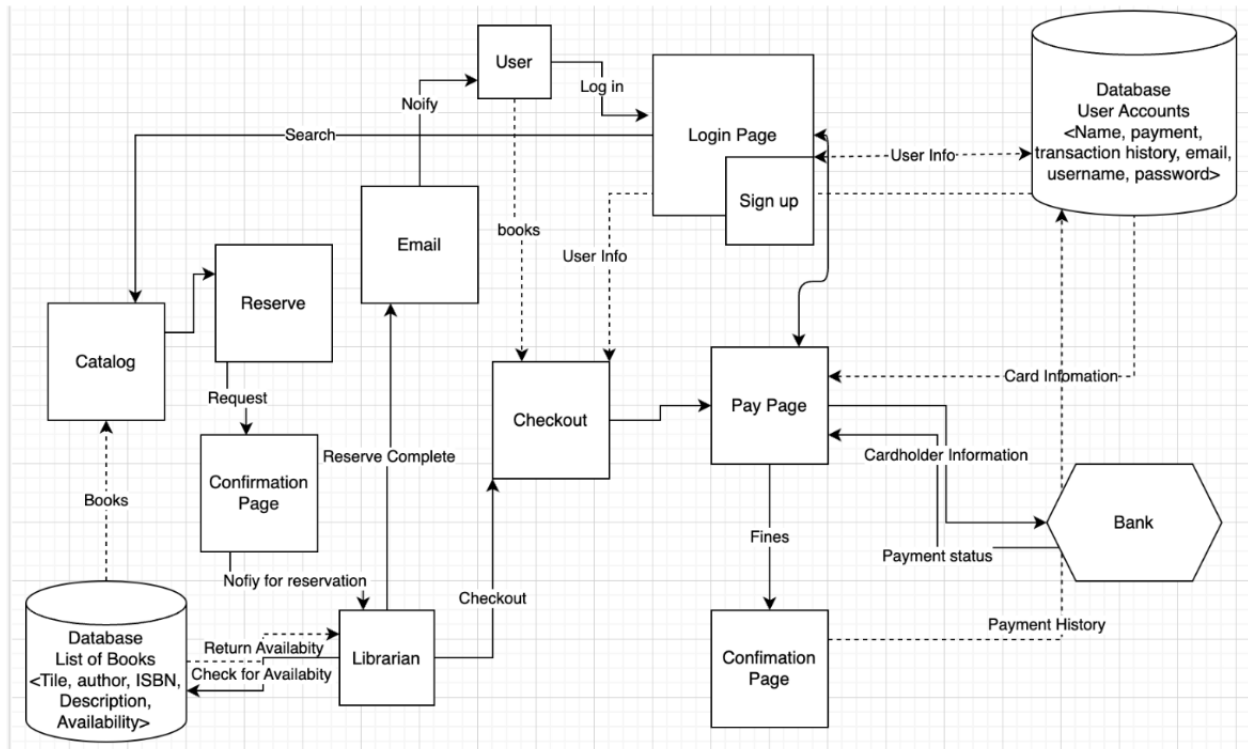 User
Log in
Noify
Search
Login Page
Sign up
User Info
Database
User Accounts
<Name, payment,
transaction history, email,
username, password>
Email
books
User Info
Reserve
Catalog
Request
Confirmation
Page
Reserve Complete
Checkout
Pay Page
Card Infomation
Cardholder Information
Bank
Payment status
Books
Nofiy for reservation
Fines
Checkout
Database
List of Books
<Tile, author, ISBN,
Description,
Availability>
Return Availabity
Check for Availabity
Librarian
Confimation
Page
Payment History